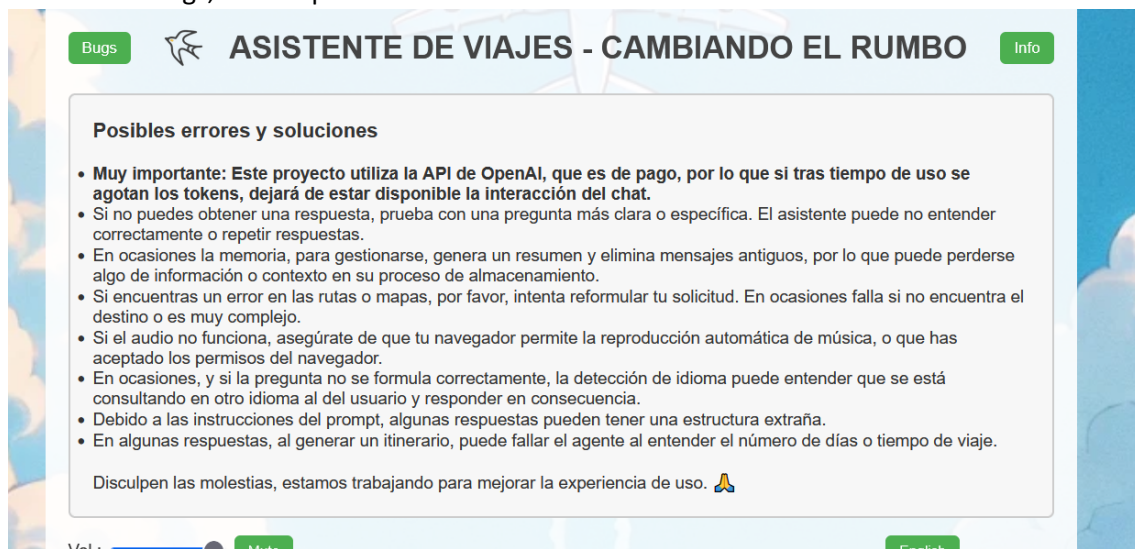 Bugs
ASISTENTE DE VIAJES - CAMBIANDO EL RUMBO
Info
Posibles errores y soluciones
• Muy importante: Este proyecto utiliza la API de OpenAI, que es de pago, por lo que si tras tiempo de uso se
agotan los tokens, dejará de estar disponible la interacción del chat.
• Si no puedes obtener una respuesta, prueba con una pregunta más clara o específica. El asistente puede no entender
correctamente o repetir respuestas.
• En ocasiones la memoria, para gestionarse, genera un resumen y elimina mensajes antiguos, por lo que puede perderse
algo de información o contexto en su proceso de almacenamiento.
• Si encuentras un error en las rutas o mapas, por favor, intenta reformular tu solicitud. En ocasiones falla si no encuentra el
destino o es muy complejo.
• Si el audio no funciona, asegúrate de que tu navegador permite la reproducción automática de música, o que has
aceptado los permisos del navegador.
• En ocasiones, y si la pregunta no se formula correctamente, la detección de idioma puede entender que se está
consultando en otro idioma al del usuario y responder en consecuencia.
• Debido a las instrucciones del prompt, algunas respuestas pueden tener una estructura extraña.
• En algunas respuestas, al generar un itinerario, puede fallar el agente al entender el número de días o tiempo de viaje.
Disculpen las molestias, estamos trabajando para mejorar la experiencia de uso. 🙏